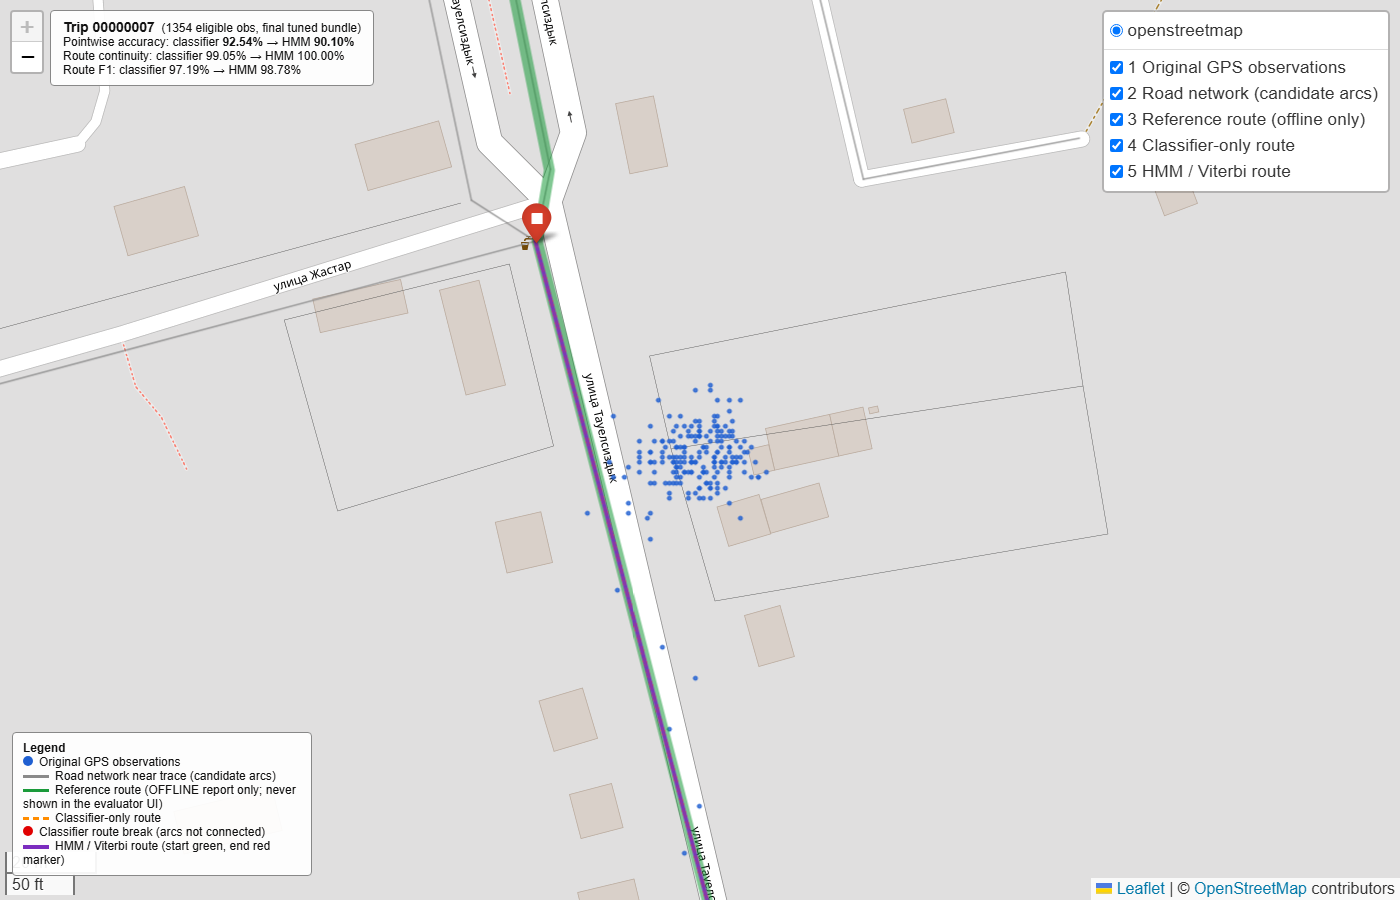 +
−
Trip 00000007 (1354 eligible obs, final tuned bundle)
Pointwise accuracy: classifier 92.54% → HMM 90.10%
Route continuity: classifier 99.05% → HMM 100.00%
Route F1: classifier 97.19% → HMM 98.78%
openstreetmap
1 Original GPS observations
2 Road network (candidate arcs)
3 Reference route (offline only)
4 Classifier-only route
5 HMM / Viterbi route
улица Жастар
улица Тауелсиздык
Legend
Original GPS observations
Road network near trace (candidate arcs)
Reference route (OFFLINE report only; never
shown in the evaluator UI)
Classifier-only route
Classifier route break (arcs not connected)
HMM / Viterbi route (start green, end red
marker)
50 ft
Leaflet | © OpenStreetMap contributors